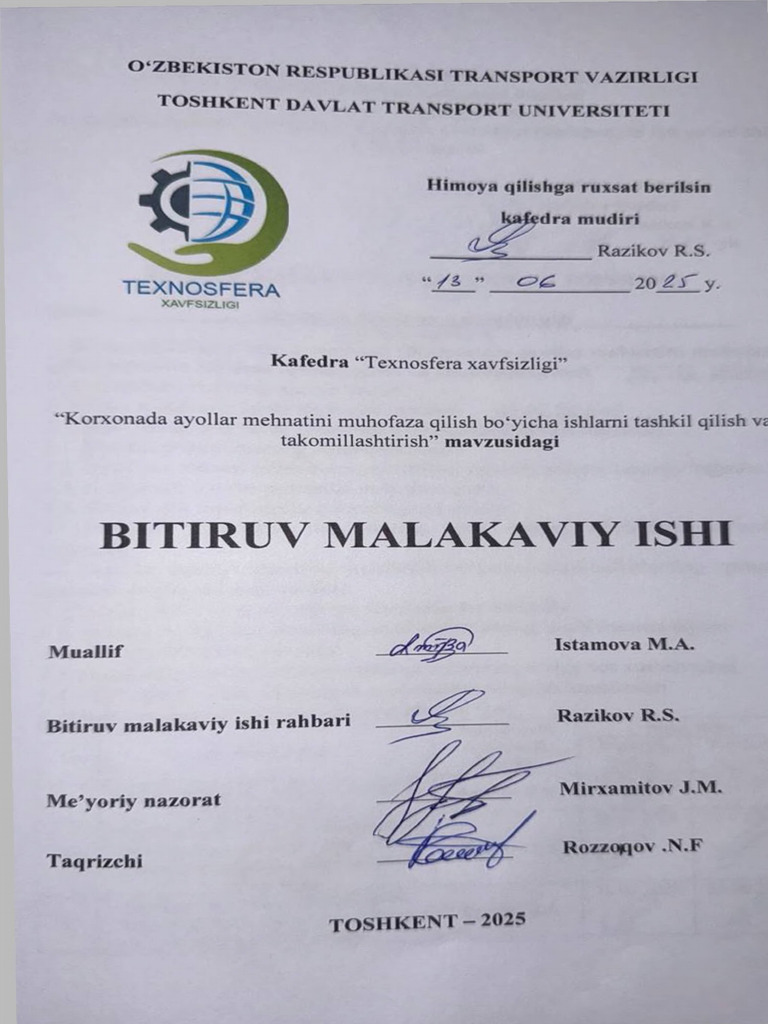 O‘ZBEKISTON RESPUBLIKASI TRANSPORT VAZIRLIGI
TOSHKENT DAVLAT TRANSPORT UNIVERSITETI
TEXNOSFERA
XAVFSIZLIGI
Himoya qilishga ruxsat berilsin
kafedra mudiri
Razikov R.S.
“13” 06 2025 y.
Kafedra “Texnosfera xavfsizligi”
“Korxonada ayollar mehnatini muhofaza qilish bo‘yicha ishlarni tashkil qilish va
takomillashtirish” mavzusidagi
BITIRUV MALAKAVIY ISHI
Muallif Istamova M.A.
Bitiruv malakaviy ishi rahbari Razikov R.S.
Me’yoriy nazorat Mirxamitov J.M.
Taqrizchi Rozzoqov .N.F
TOSHKENT – 2025